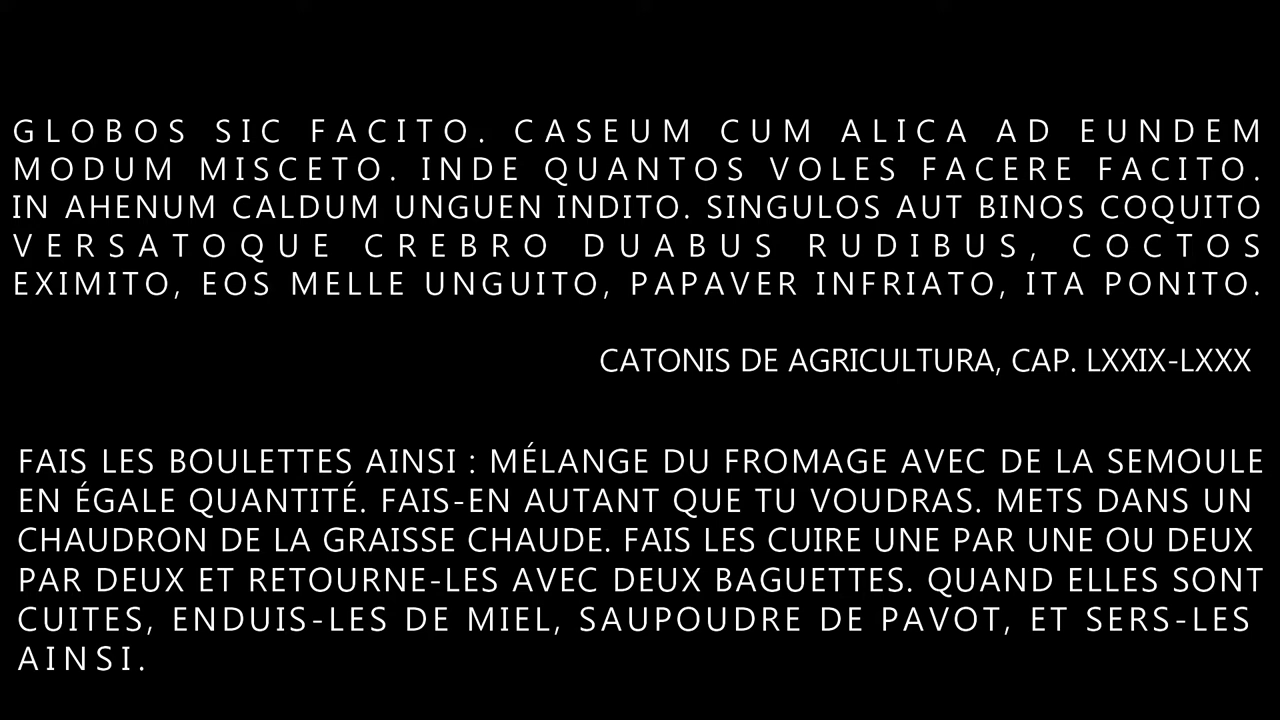 GLOBOS SIC FACITO. CASEUM CUM ALICA AD EUNDEM
MODUM MISCETO. INDE QUANTOS VOLES FACERE FACITO.
IN AHENUM CALDUM UNGUEN INDITO. SINGULOS AUT BINOS COQUITO
VERSATOQUE CREBRO DUABUS RUDIBUS, COCTOS
EXIMITO, EOS MELLE UNGUITO, PAPAVER INFRIATO, ITA PONITO.
CATONIS DE AGRICULTURA, CAP. LXXIX-LXXX
FAIS LES BOULETTES AINSI : MÉLANGE DU FROMAGE AVEC DE LA SEMOULE
EN ÉGALE QUANTITÉ. FAIS-EN AUTANT QUE TU VOUDRAS. METS DANS UN
CHAUDRON DE LA GRAISSE CHAUDE. FAIS LES CUIRE UNE PAR UNE OU DEUX
PAR DEUX ET RETOURNE-LES AVEC DEUX BAGUETTES. QUAND ELLES SONT
CUITES, ENDUIS-LES DE MIEL, SAUPOUDRE DE PAVOT, ET SERS-LES
AINSI.